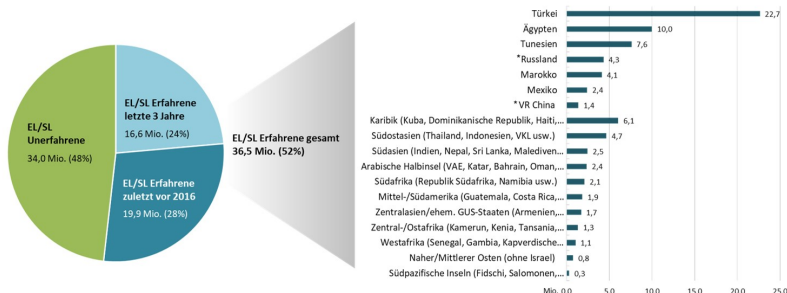 EL/SL Erfahrene
letzte 3 Jahre
16,6 Mio. (24%)
EL/SL
Unerfahrene
34,0 Mio. (48%)
EL/SL Erfahrene
zuletzt vor 2016
19,9 Mio. (28%)
EL/SL Erfahrene gesamt
36,5 Mio. (52%)
Türkei 22,7
Ägypten 10,0
Tunesien 7,6
*Russland 4,3
Marokko 4,1
Mexiko 2,4
*VR China 1,4
Karibik (Kuba, Dominikanische Republik, Haiti,... 6,1
Südostasien (Thailand, Indonesien, VKL usw.) 4,7
Südasien (Indien, Nepal, Sri Lanka, Malediven... 2,5
Arabische Halbinsel (VAE, Katar, Bahrain, Oman,... 2,4
Südafrika (Republik Südafrika, Namibia usw.) 2,1
Mittel-/Südamerika (Guatemala, Costa Rica,... 1,9
Zentralasien/ehem. GUS-Staaten (Armenien,... 1,7
Zentral-/Ostafrika (Kamerun, Kenia, Tansania,... 1,3
Westafrika (Senegal, Gambia, Kapverdische... 1,1
Naher/Mittlerer Osten (ohne Israel) 0,8
Südpazifische Inseln (Fidschi, Salomonen,... 0,3
Mio. 0,0 5,0 10,0 15,0 20,0 25,0